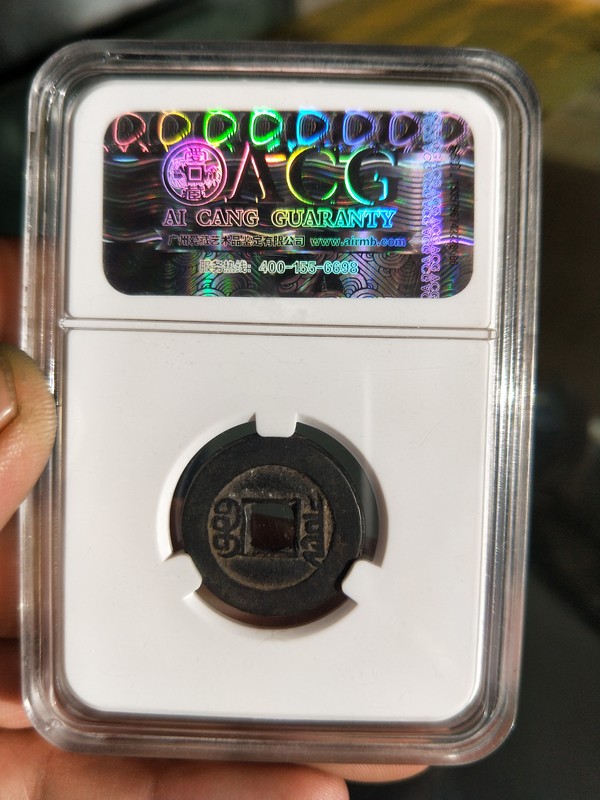 ACG
AI CANG GUARANTY
广州爱藏艺术品鉴定有限公司 www.airmb.com
服务热线: 400-155-6698